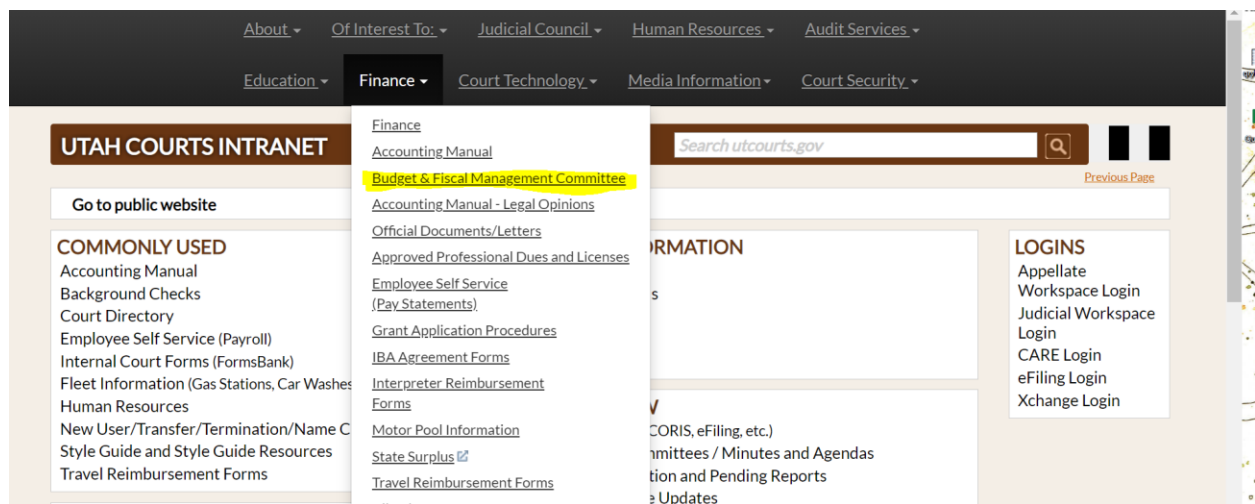 About
Of Interest To:
Judicial Council
Human Resources
Audit Services
Education
Finance
Court Technology
Media Information
Court Security
Finance
Accounting Manual
Budget & Fiscal Management Committee
Accounting Manual - Legal Opinions
Official Documents/Letters
Approved Professional Dues and Licenses
Employee Self Service
(Pay Statements)
Grant Application Procedures
IBA Agreement Forms
Interpreter Reimbursement
Forms
Motor Pool Information
State Surplus
Travel Reimbursement Forms
UTAH COURTS INTRANET
Search utcourts.gov
Previous Page
Go to public website
COMMONLY USED
Accounting Manual
Background Checks
Court Directory
Employee Self Service (Payroll)
Internal Court Forms (FormsBank)
Fleet Information (Gas Stations, Car Washes
Human Resources
New User/Transfer/Termination/Name C
Style Guide and Style Guide Resources
Travel Reimbursement Forms
RMATION
s
CORIS, eFiling, etc.)
mmittees / Minutes and Agendas
tion and Pending Reports
e Updates
LOGINS
Appellate
Workspace Login
Judicial Workspace
Login
CARE Login
eFiling Login
Xchange Login